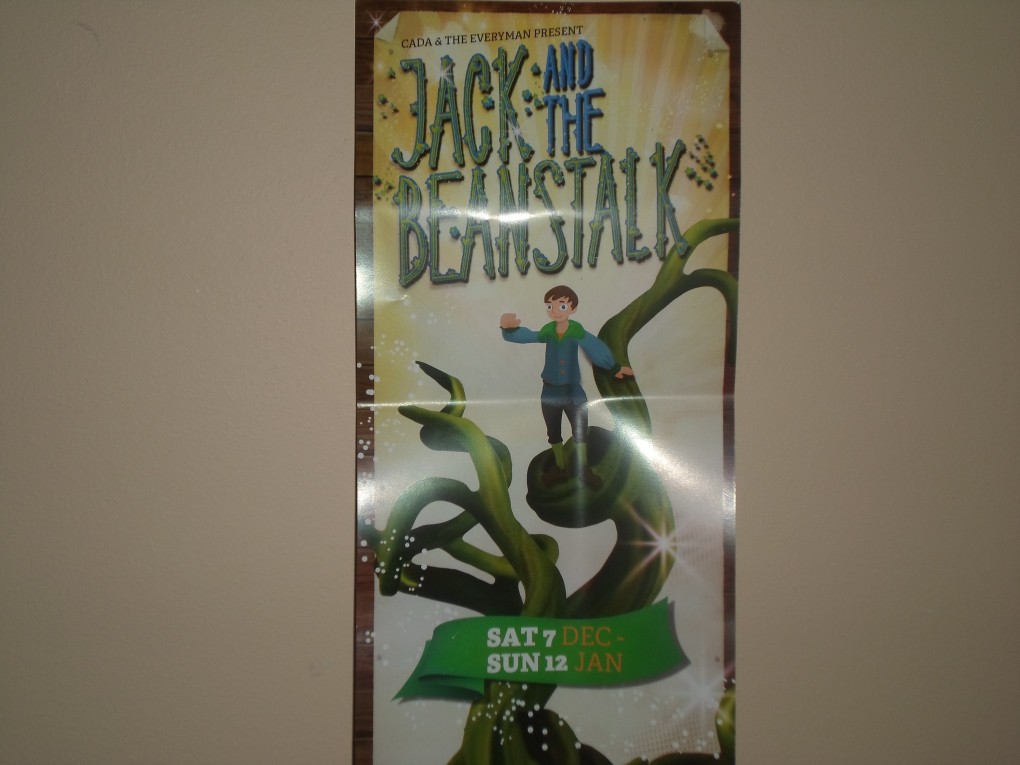 CADA & THE EVERYMAN PRESENT
JACK AND THE
BEANSTALK
SAT 7 DEC -
SUN 12 JAN